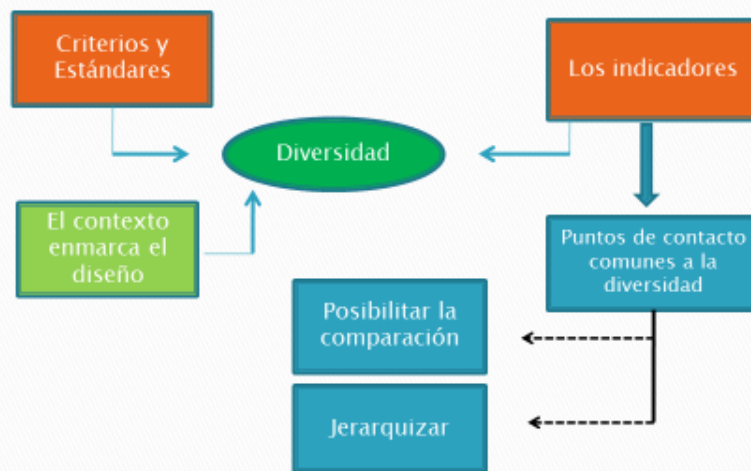 Criterios y
Estándares
Los indicadores
Diversidad
El contexto
enmarca el
diseño
Puntos de contacto
comunes a la
diversidad
Posibilitar la
comparación
Jerarquizar